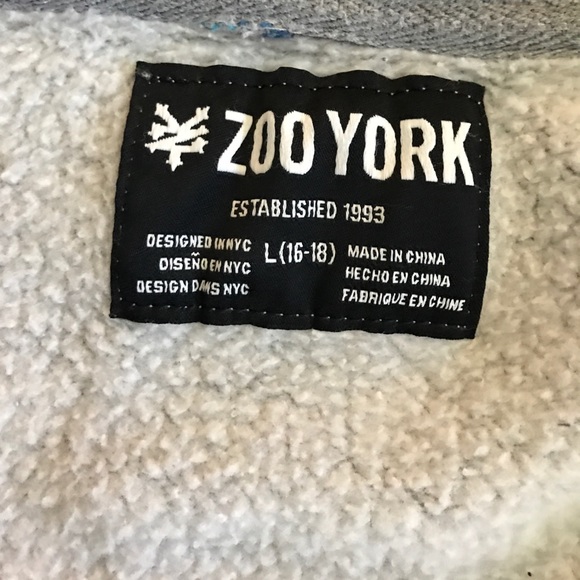 ZOO YORK
ESTABLISHED 1993
DESIGNED IN NYC
DISEÑO EN NYC
DESIGN DANS NYC
L (16-18)
MADE IN CHINA
HECHO EN CHINA
FABRIQUE EN CHINE